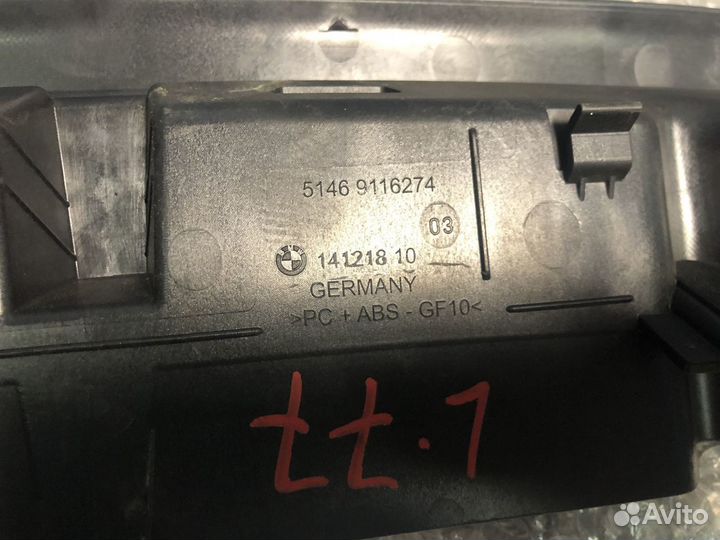 5146 9116274
03
141218 10
GERMANY
>PC + ABS - GF10<
tt.1
Avito